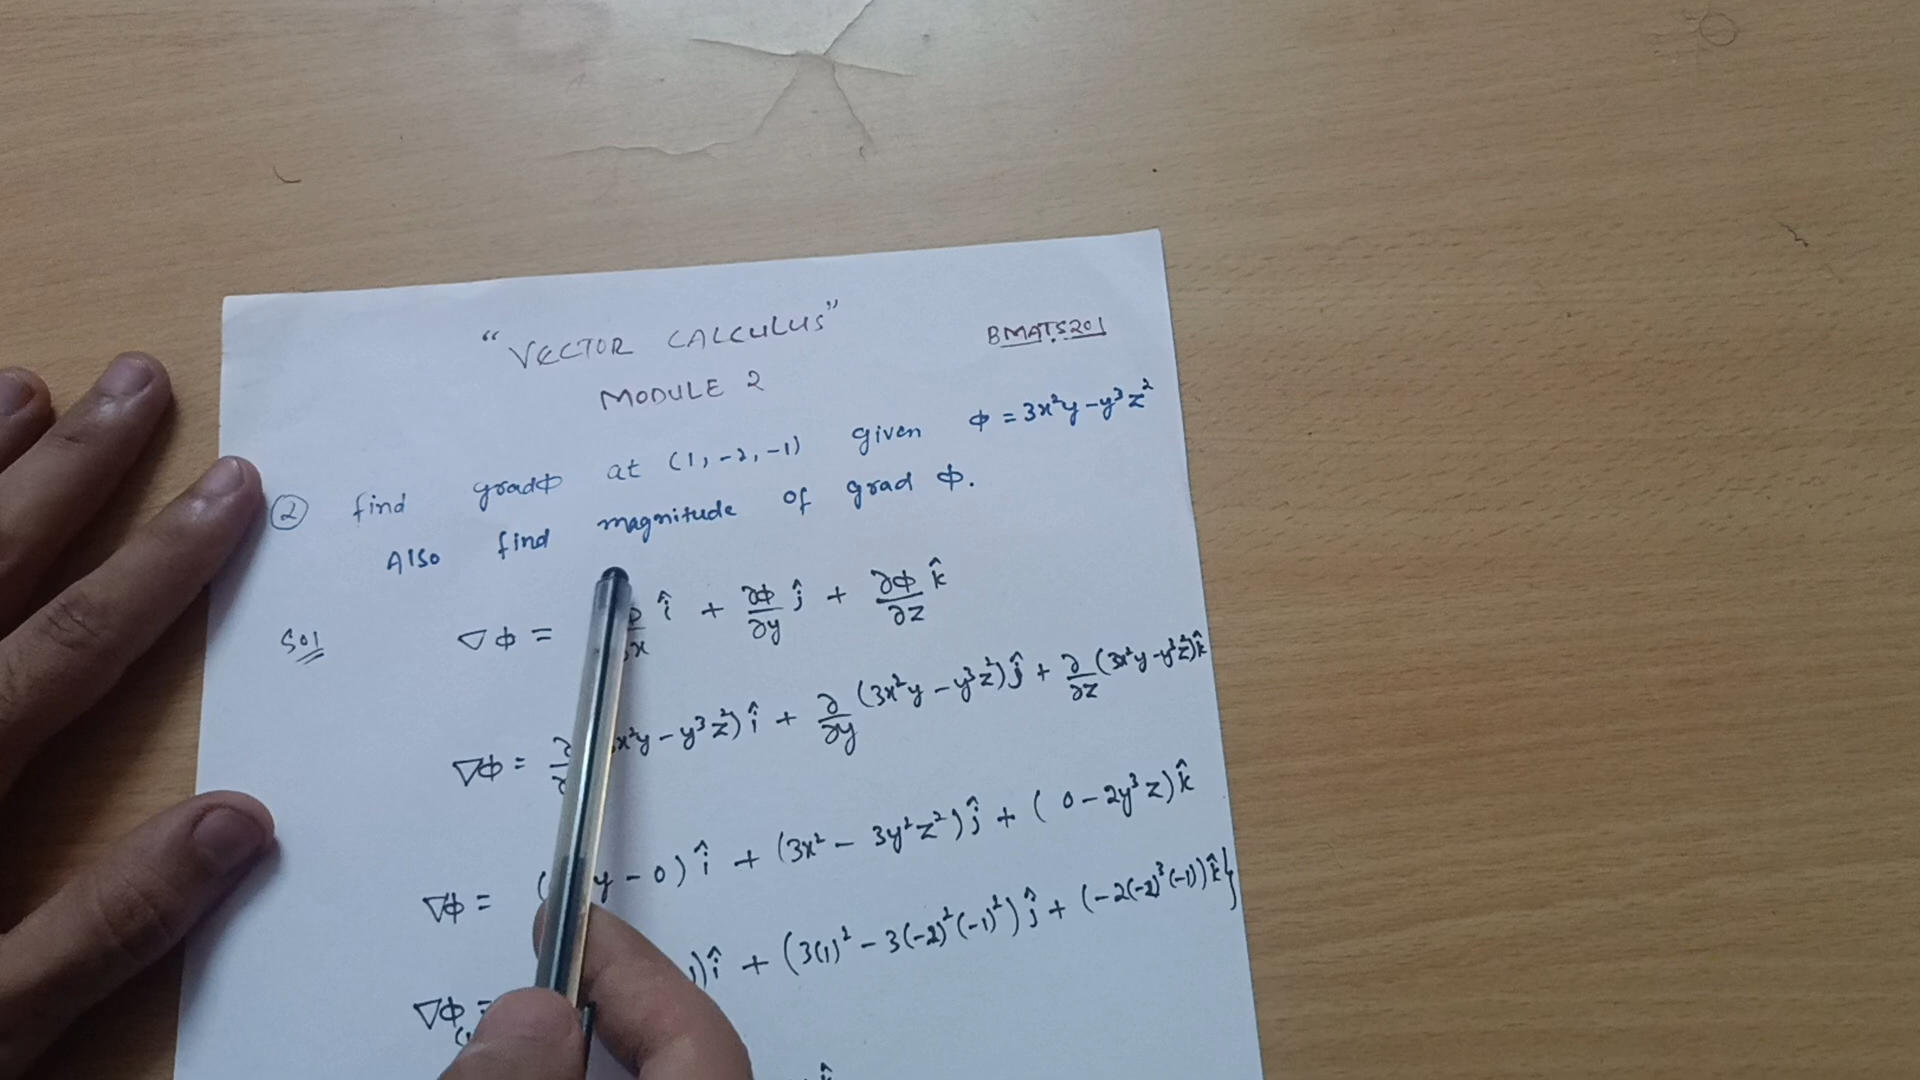 “VECTOR CALCULUS”
BMATS201
MODULE 2
② find gradϕ at (1, -2, -1) given ϕ = 3x²y - y³z²
Also find magnitude of grad ϕ.
Sol ∇ϕ = î + ∂ϕ/∂y ĵ + ∂ϕ/∂z k̂
∇ϕ = x²y - y³z²) î + ∂/∂y (3x²y - y³z²) ĵ + ∂/∂z (3x²y - y³z²) k̂
∇ϕ = ( y - 0) î + (3x² - 3y²z²) ĵ + ( 0 - 2y³z) k̂
∇ϕ = ) î + (3(1)² - 3(-2)²(-1)²) ĵ + (-2(-2)³(-1)) k̂}